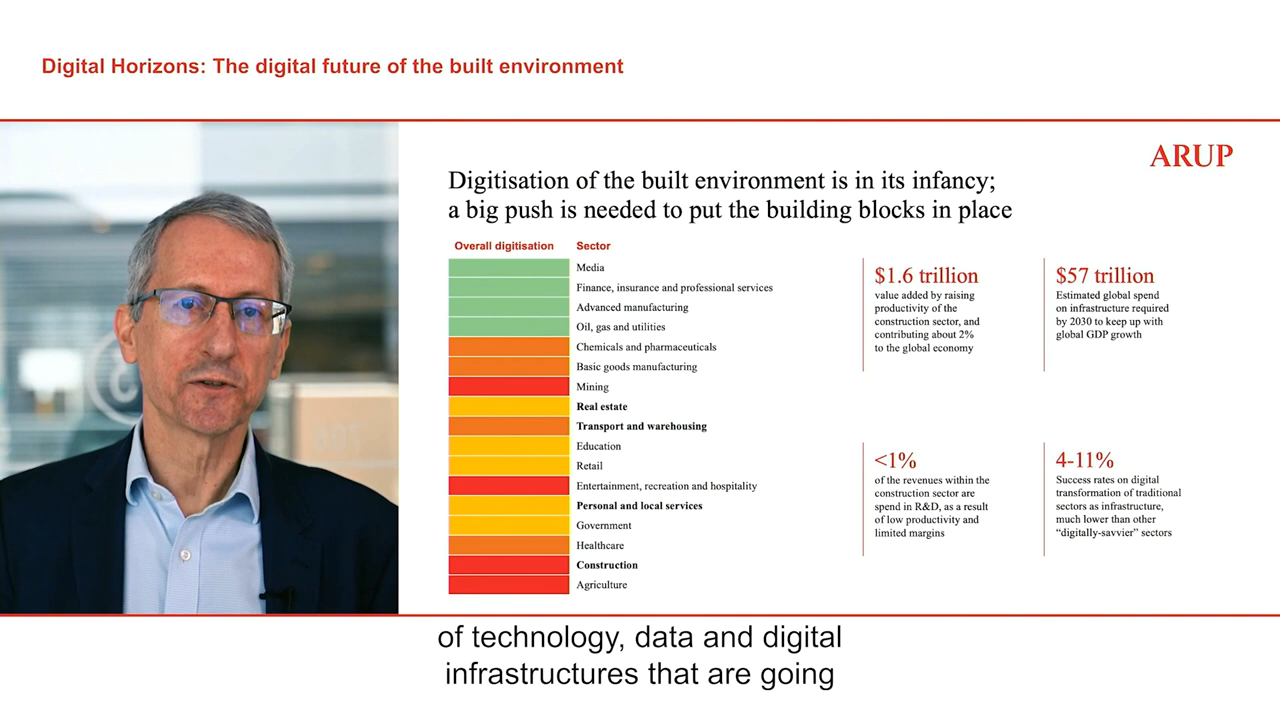 Digital Horizons: The digital future of the built environment
ARUP
Digitisation of the built environment is in its infancy;
a big push is needed to put the building blocks in place
Overall digitisation
Sector
Media
Finance, insurance and professional services
Advanced manufacturing
Oil, gas and utilities
Chemicals and pharmaceuticals
Basic goods manufacturing
Mining
Real estate
Transport and warehousing
Education
Retail
Entertainment, recreation and hospitality
Personal and local services
Government
Healthcare
Construction
Agriculture
$1.6 trillion
value added by raising
productivity of the
construction sector, and
contributing about 2%
to the global economy
$57 trillion
Estimated global spend
on infrastructure required
by 2030 to keep up with
global GDP growth
<1%
of the revenues within the
construction sector are
spend in R&D, as a result
of low productivity and
limited margins
4-11%
Success rates on digital
transformation of traditional
sectors as infrastructure,
much lower than other
“digitally-savvier” sectors
of technology, data and digital
infrastructures that are going